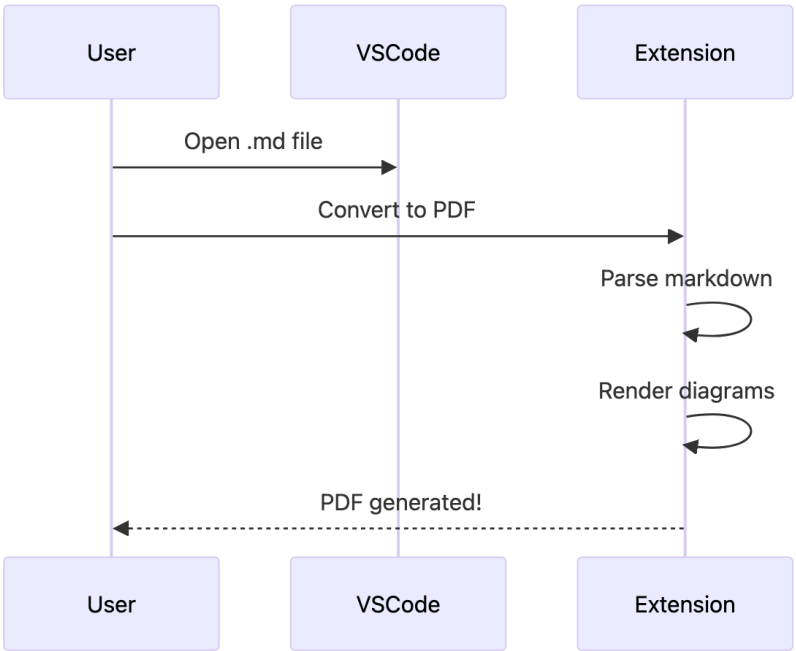 User
VSCode
Extension
Open .md file
Convert to PDF
Parse markdown
Render diagrams
PDF generated!
User
VSCode
Extension